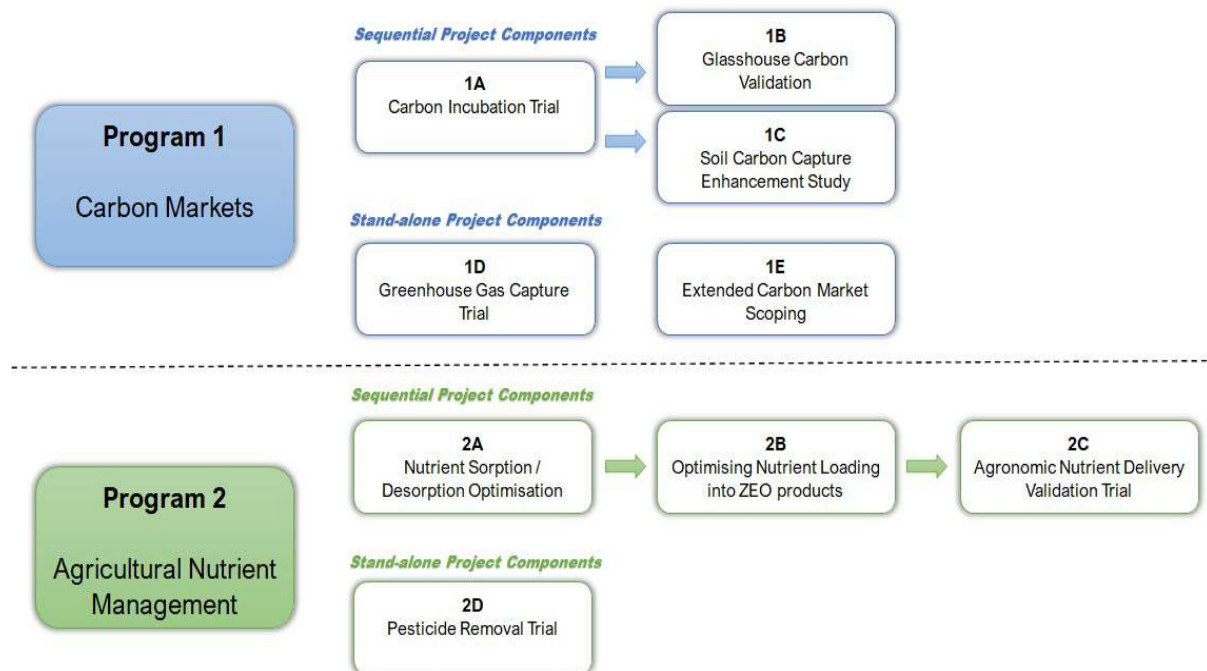 Program 1
Carbon Markets
Sequential Project Components
1A
Carbon Incubation Trial
1B
Glasshouse Carbon
Validation
1C
Soil Carbon Capture
Enhancement Study
Stand-alone Project Components
1D
Greenhouse Gas Capture
Trial
1E
Extended Carbon Market
Scoping
Program 2
Agricultural Nutrient
Management
Sequential Project Components
2A
Nutrient Sorption /
Desorption Optimisation
2B
Optimising Nutrient Loading
into ZEO products
2C
Agronomic Nutrient Delivery
Validation Trial
Stand-alone Project Components
2D
Pesticide Removal Trial